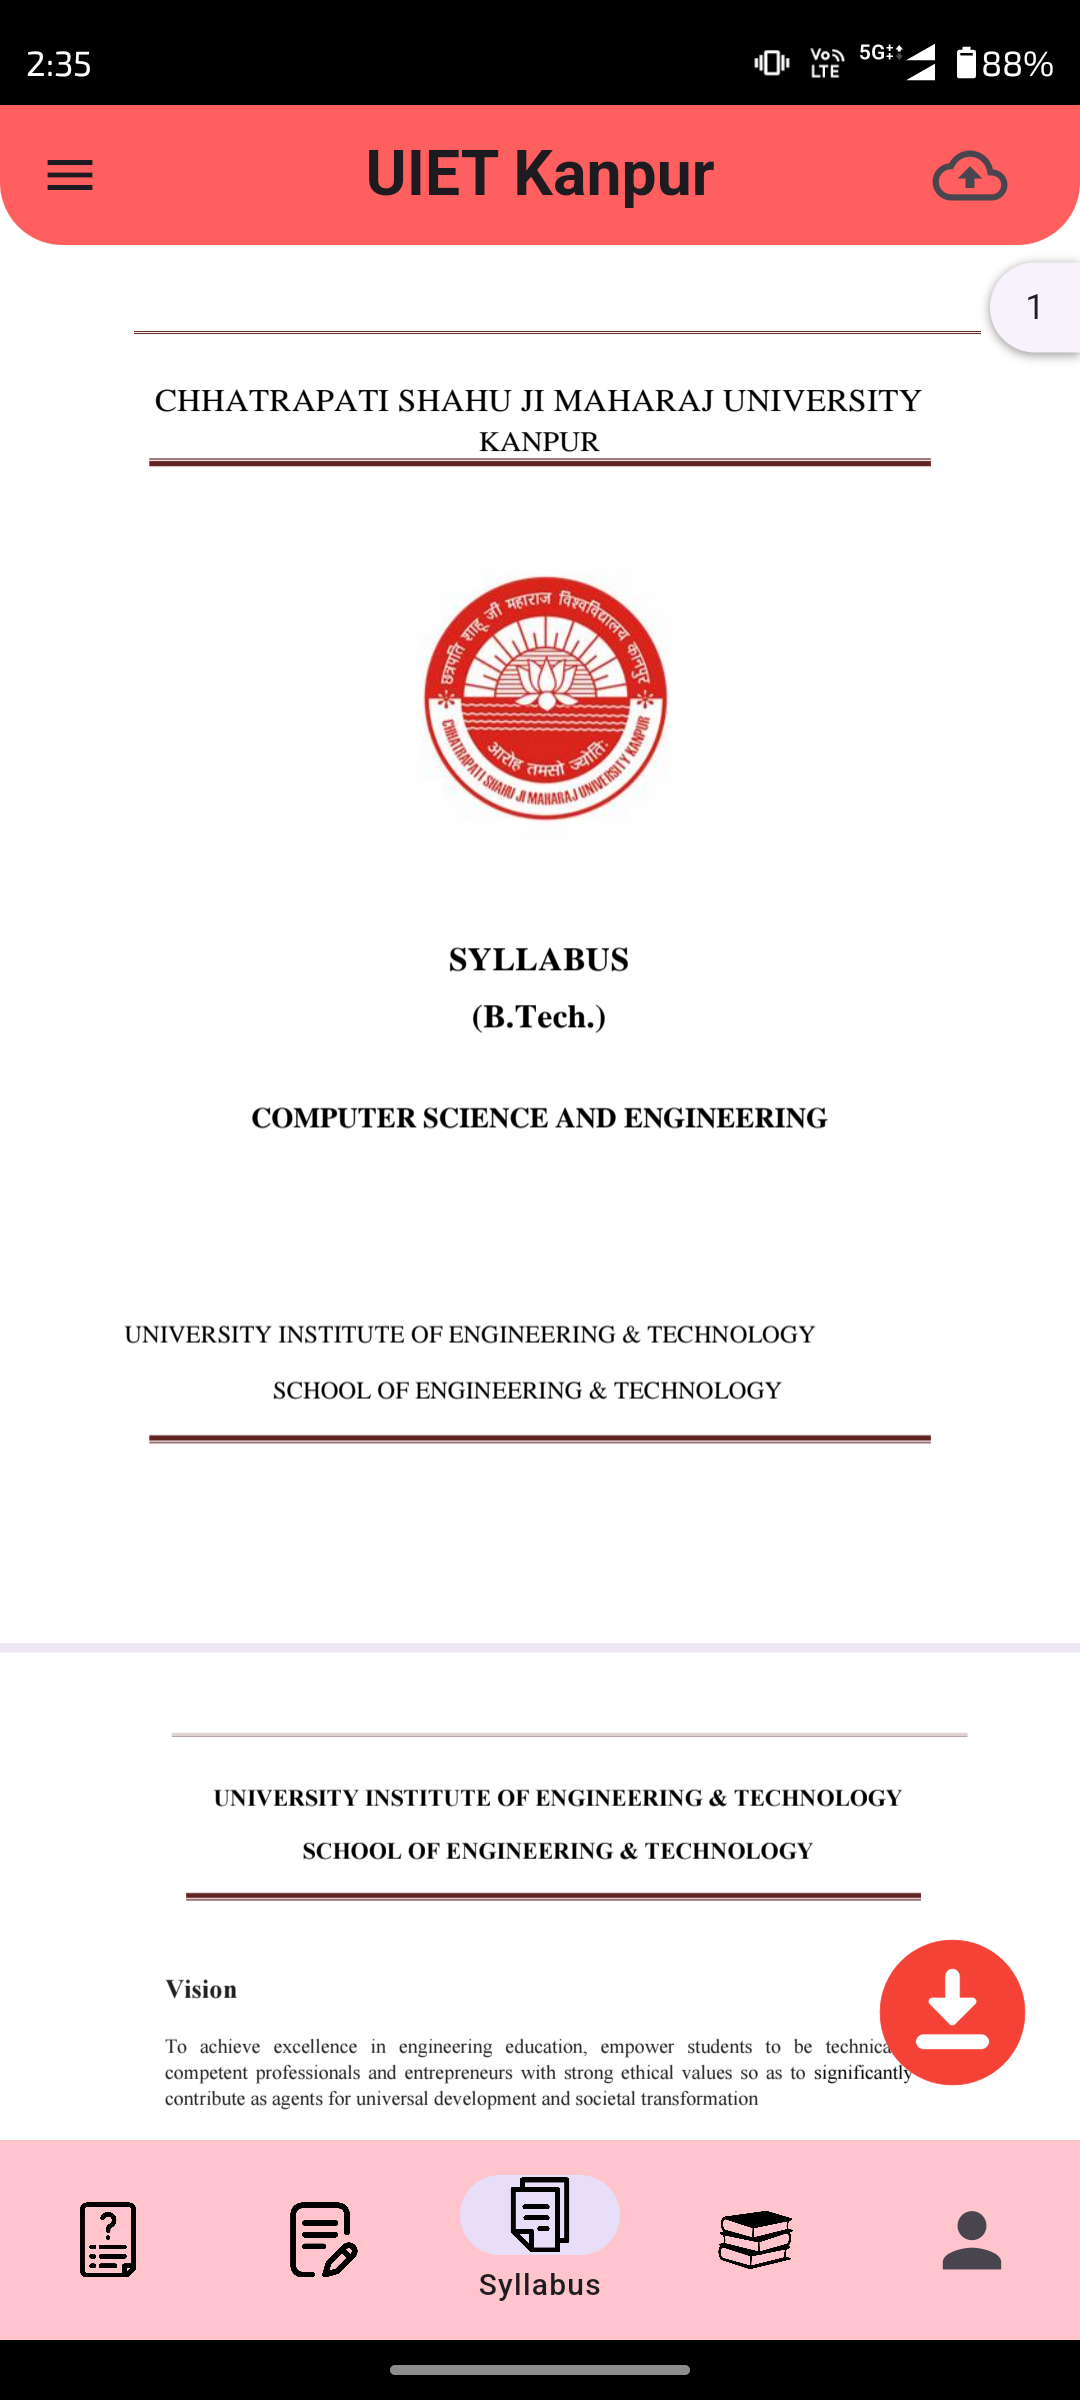 2:35
Vo
LTE
5G
88%
UIET Kanpur
1
CHHATRAPATI SHAHU JI MAHARAJ UNIVERSITY
KANPUR
छत्रपति शाहू जी महाराज विश्वविद्यालय कानपुर
आरोह तमसो ज्योतिः
CHHATRAPATI SHAHU JI MAHARAJ UNIVERSITY KANPUR
SYLLABUS
(B.Tech.)
COMPUTER SCIENCE AND ENGINEERING
UNIVERSITY INSTITUTE OF ENGINEERING & TECHNOLOGY
SCHOOL OF ENGINEERING & TECHNOLOGY
UNIVERSITY INSTITUTE OF ENGINEERING & TECHNOLOGY
SCHOOL OF ENGINEERING & TECHNOLOGY
Vision
To achieve excellence in engineering education, empower students to be
competent professionals and entrepreneurs with strong ethical values so as to significantly
contribute as agents for universal development and societal transformation
?
Syllabus